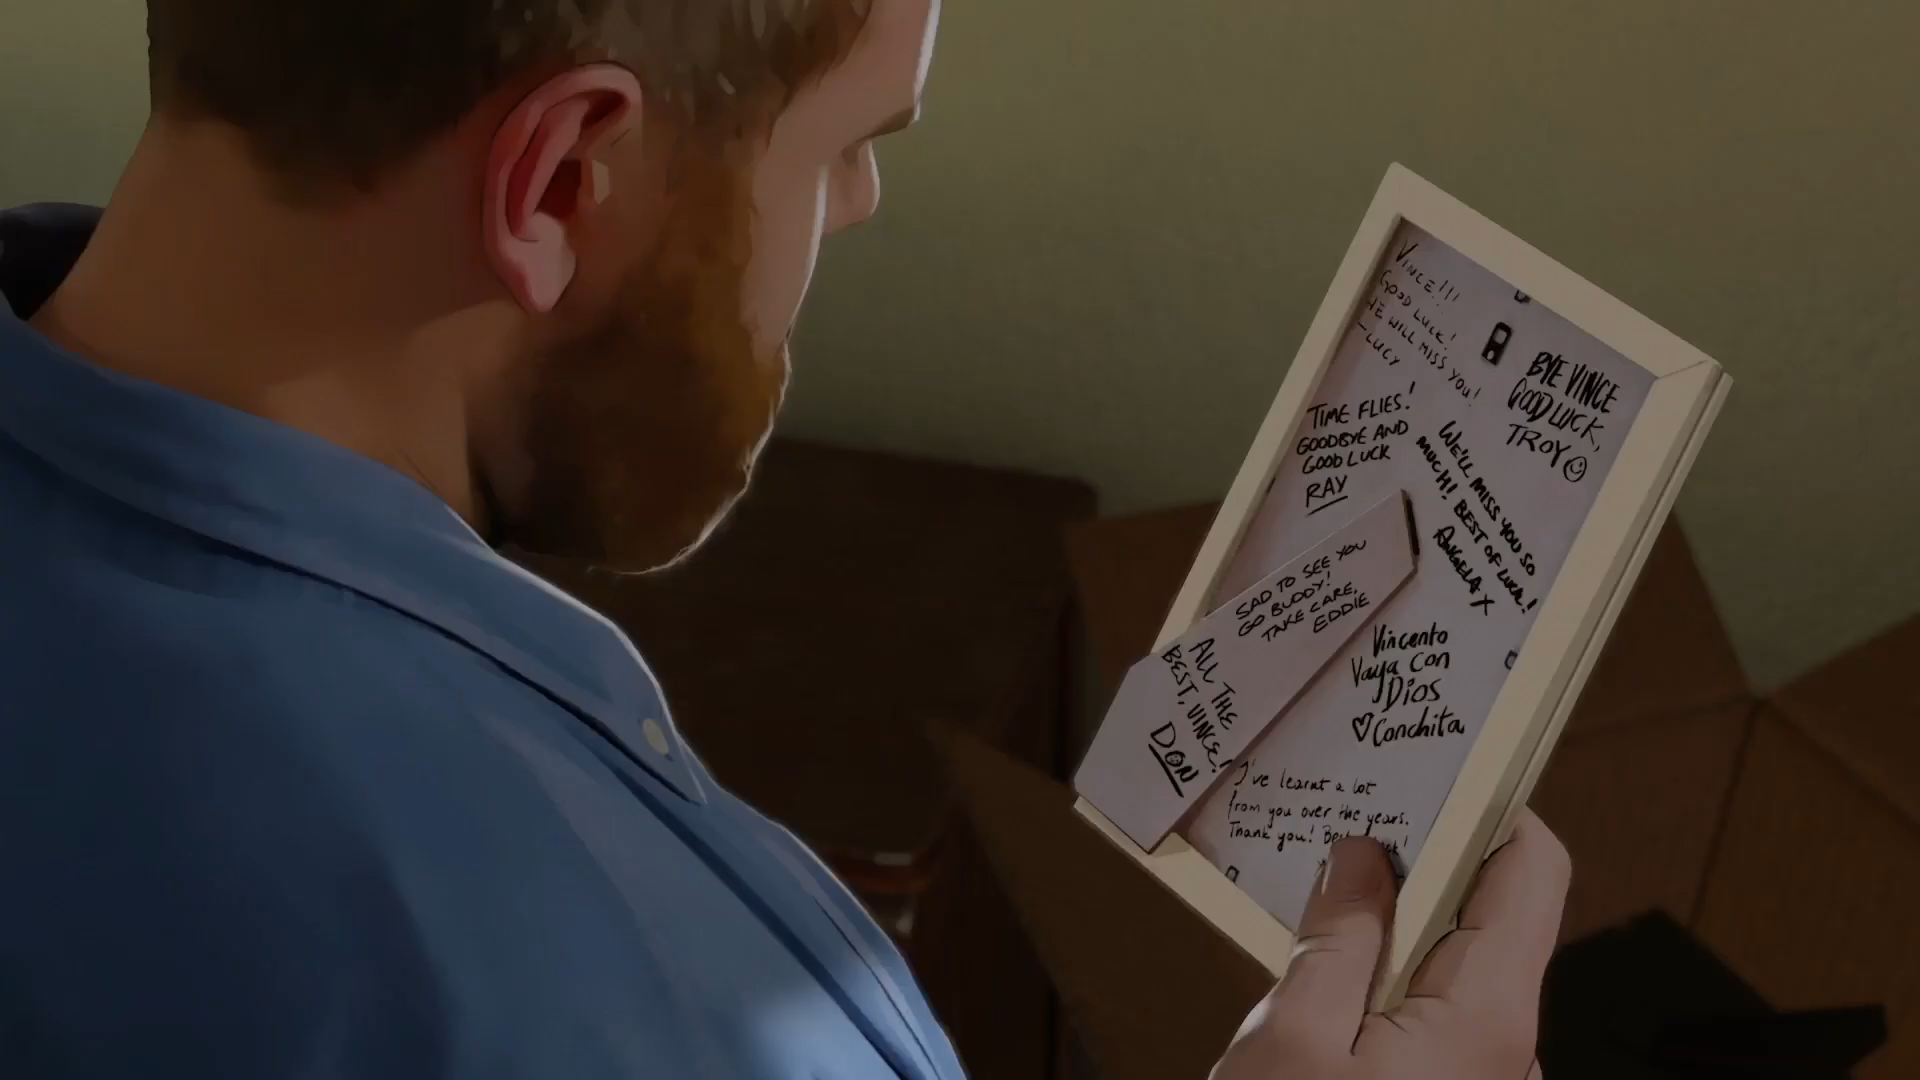 VINCE!!!
GOOD LUCK!
WE WILL MISS YOU!
-LUCY
BYE VINCE
GOOD LUCK,
TROY
TIME FLIES!
GOODBYE AND
GOOD LUCK
RAY
WE'LL MISS YOU SO
MUCH! BEST OF LUCK!
ANGELA X
SAD TO SEE YOU
GO BUDDY!
TAKE CARE,
EDDIE
ALL THE
BEST, VINCE!
DON
Vincento
Vaya Con
Dios
♡Conchita
I've learnt a lot
from you over the years.
Thank you!